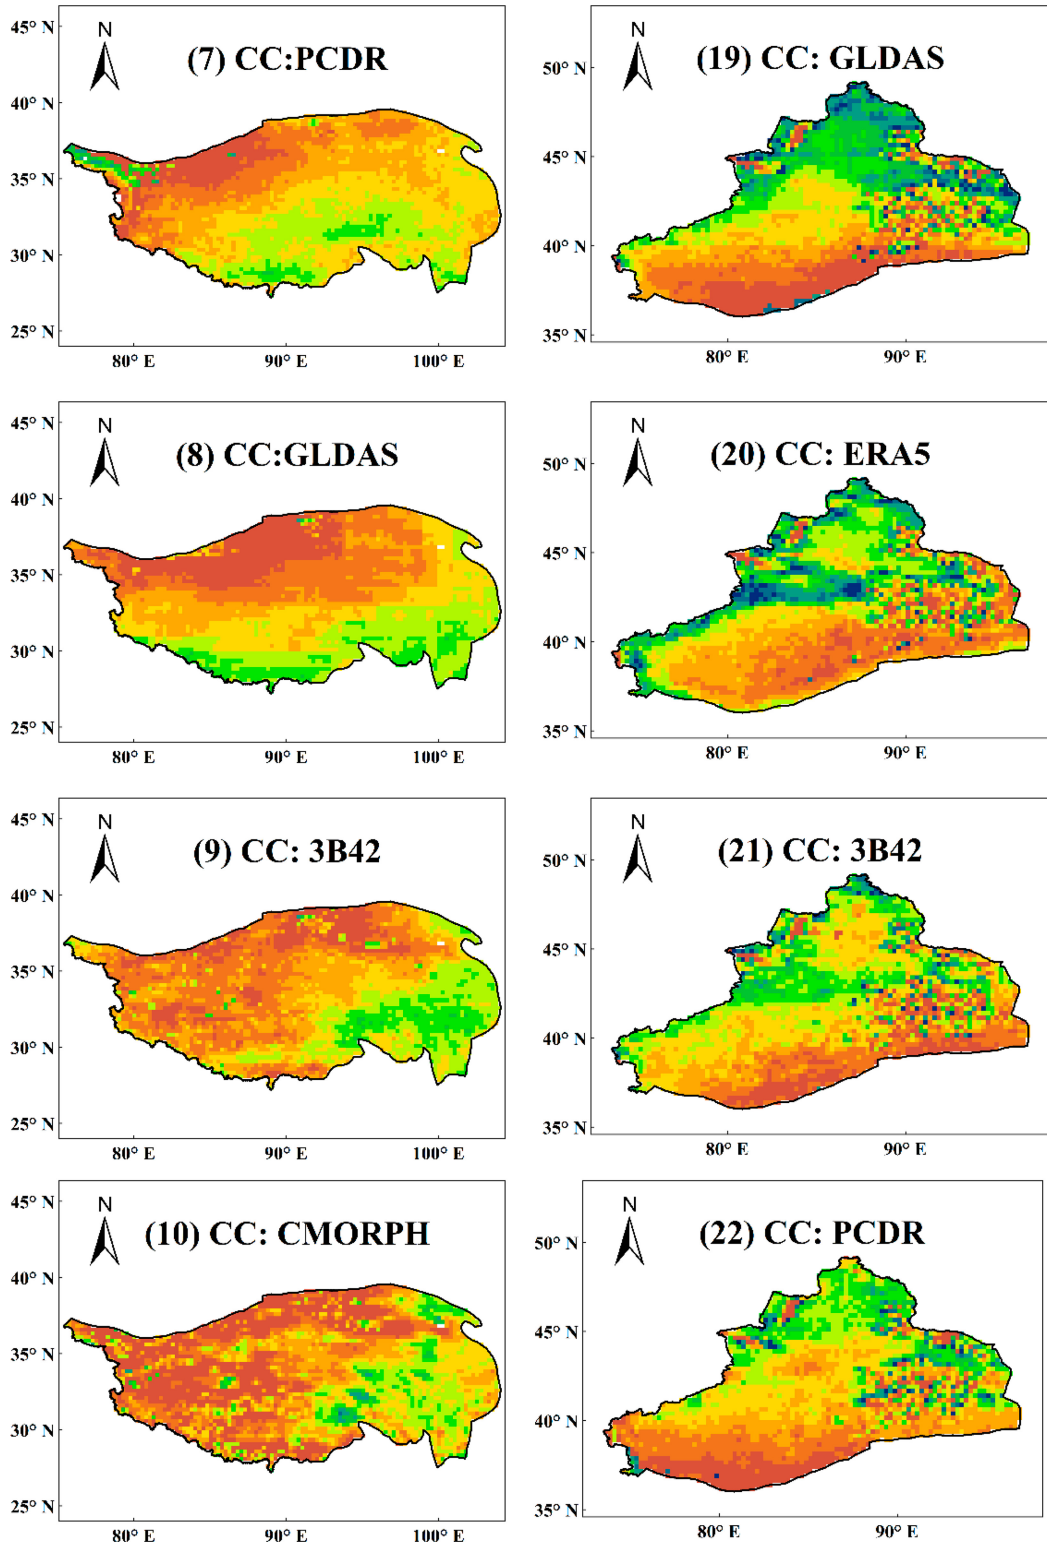 45° N
N
(7) CC:PCDR
40° N
35° N
30° N
25° N
80° E 90° E 100° E
50° N
N
(19) CC: GLDAS
45° N
40° N
35° N
80° E 90° E
45° N
N
(8) CC:GLDAS
40° N
35° N
30° N
25° N
80° E 90° E 100° E
50° N
N
(20) CC: ERA5
45° N
40° N
35° N
80° E 90° E
45° N
N
(9) CC: 3B42
40° N
35° N
30° N
25° N
80° E 90° E 100° E
50° N
N
(21) CC: 3B42
45° N
40° N
35° N
80° E 90° E
45° N
N
(10) CC: CMORPH
40° N
35° N
30° N
25° N
80° E 90° E 100° E
50° N
N
(22) CC: PCDR
45° N
40° N
35° N
80° E 90° E